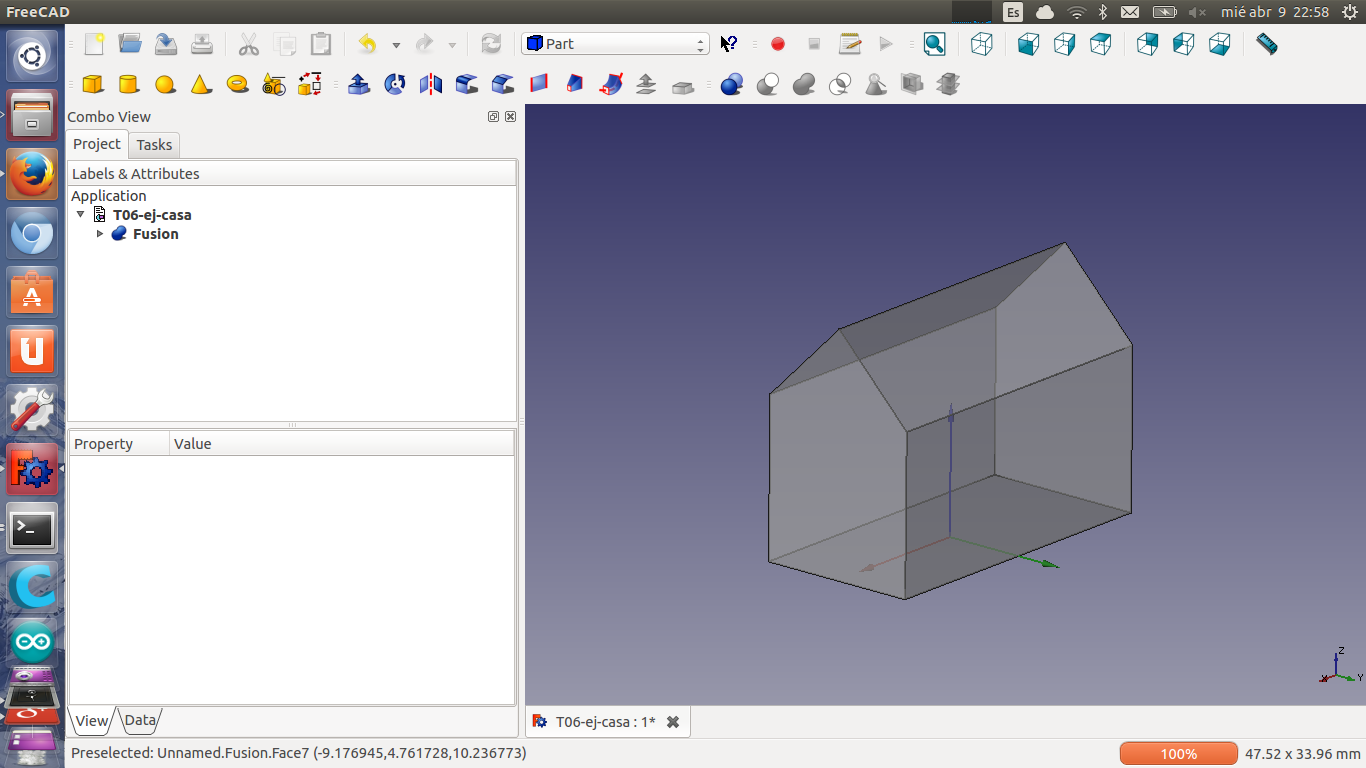 FreeCAD
Es
mié abr 9 22:58
Part
Combo View
Project
Tasks
Labels & Attributes
Application
T06-ej-casa
Fusion
Property
Value
View
Data
Z
Y
T06-ej-casa : 1*
Preselected: Unnamed.Fusion.Face7 (-9.176945,4.761728,10.236773)
100%
47.52 x 33.96 mm